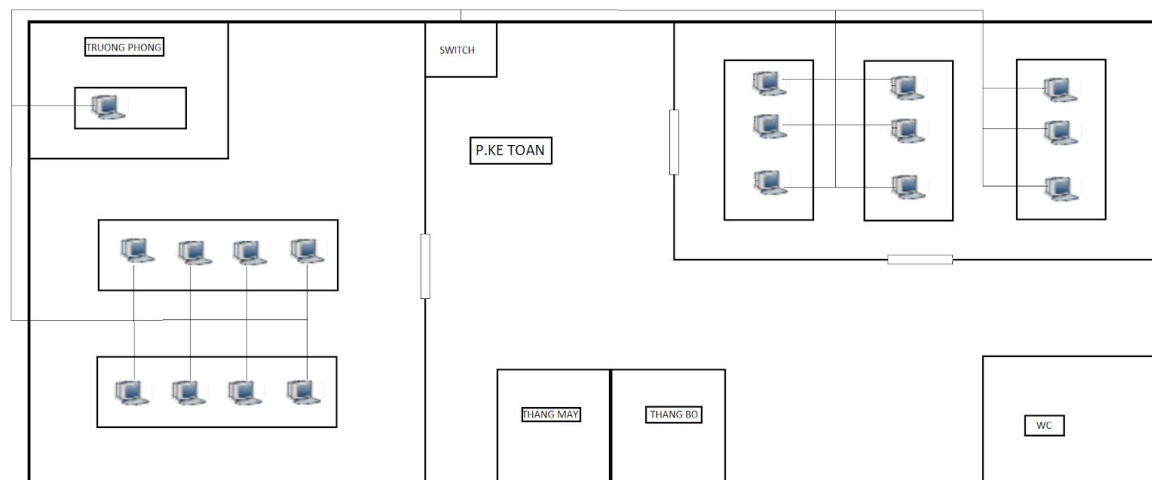 TRUONG PHONG
SWITCH
P.KE TOAN
THANG MAY
THANG BO
WC